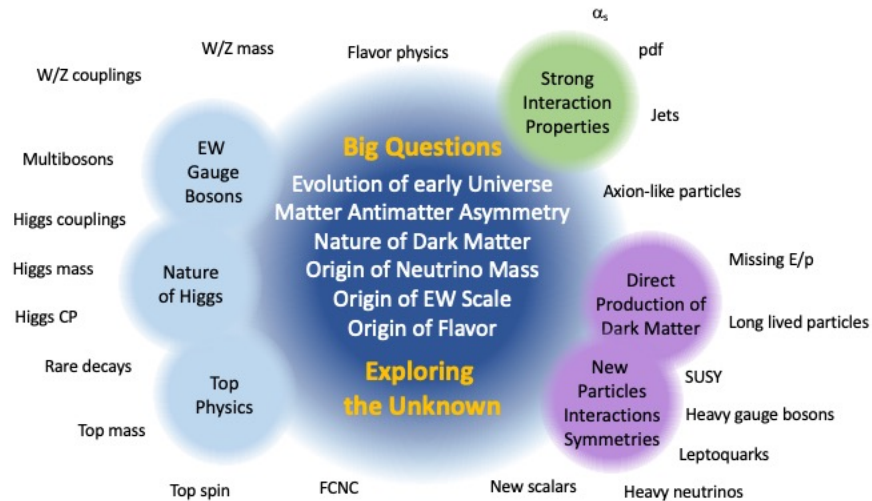 αs
W/Z mass
Flavor physics
pdf
W/Z couplings
Strong
Interaction
Properties
Jets
Multibosons
EW
Gauge
Bosons
Big Questions
Evolution of early Universe
Matter Antimatter Asymmetry
Nature of Dark Matter
Origin of Neutrino Mass
Origin of EW Scale
Origin of Flavor
Exploring
the Unknown
Axion-like particles
Higgs couplings
Higgs mass
Higgs CP
Nature
of Higgs
Missing E/p
Direct
Production of
Dark Matter
Long lived particles
Rare decays
Top
Physics
New
Particles
Interactions
Symmetries
SUSY
Heavy gauge bosons
Leptoquarks
Top mass
Top spin
FCNC
New scalars
Heavy neutrinos